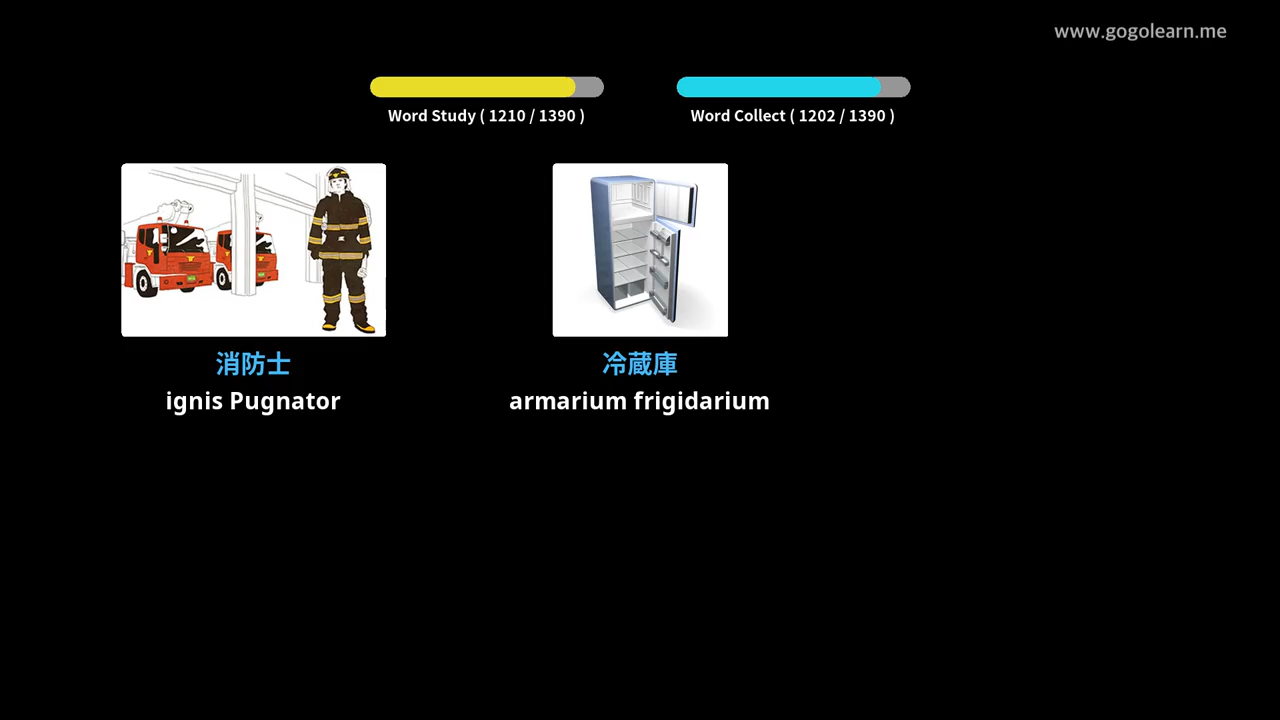 www.gogolearn.me
Word Study ( 1210 / 1390 )
Word Collect ( 1202 / 1390 )
消防士
ignis Pugnator
冷蔵庫
armarium frigidarium